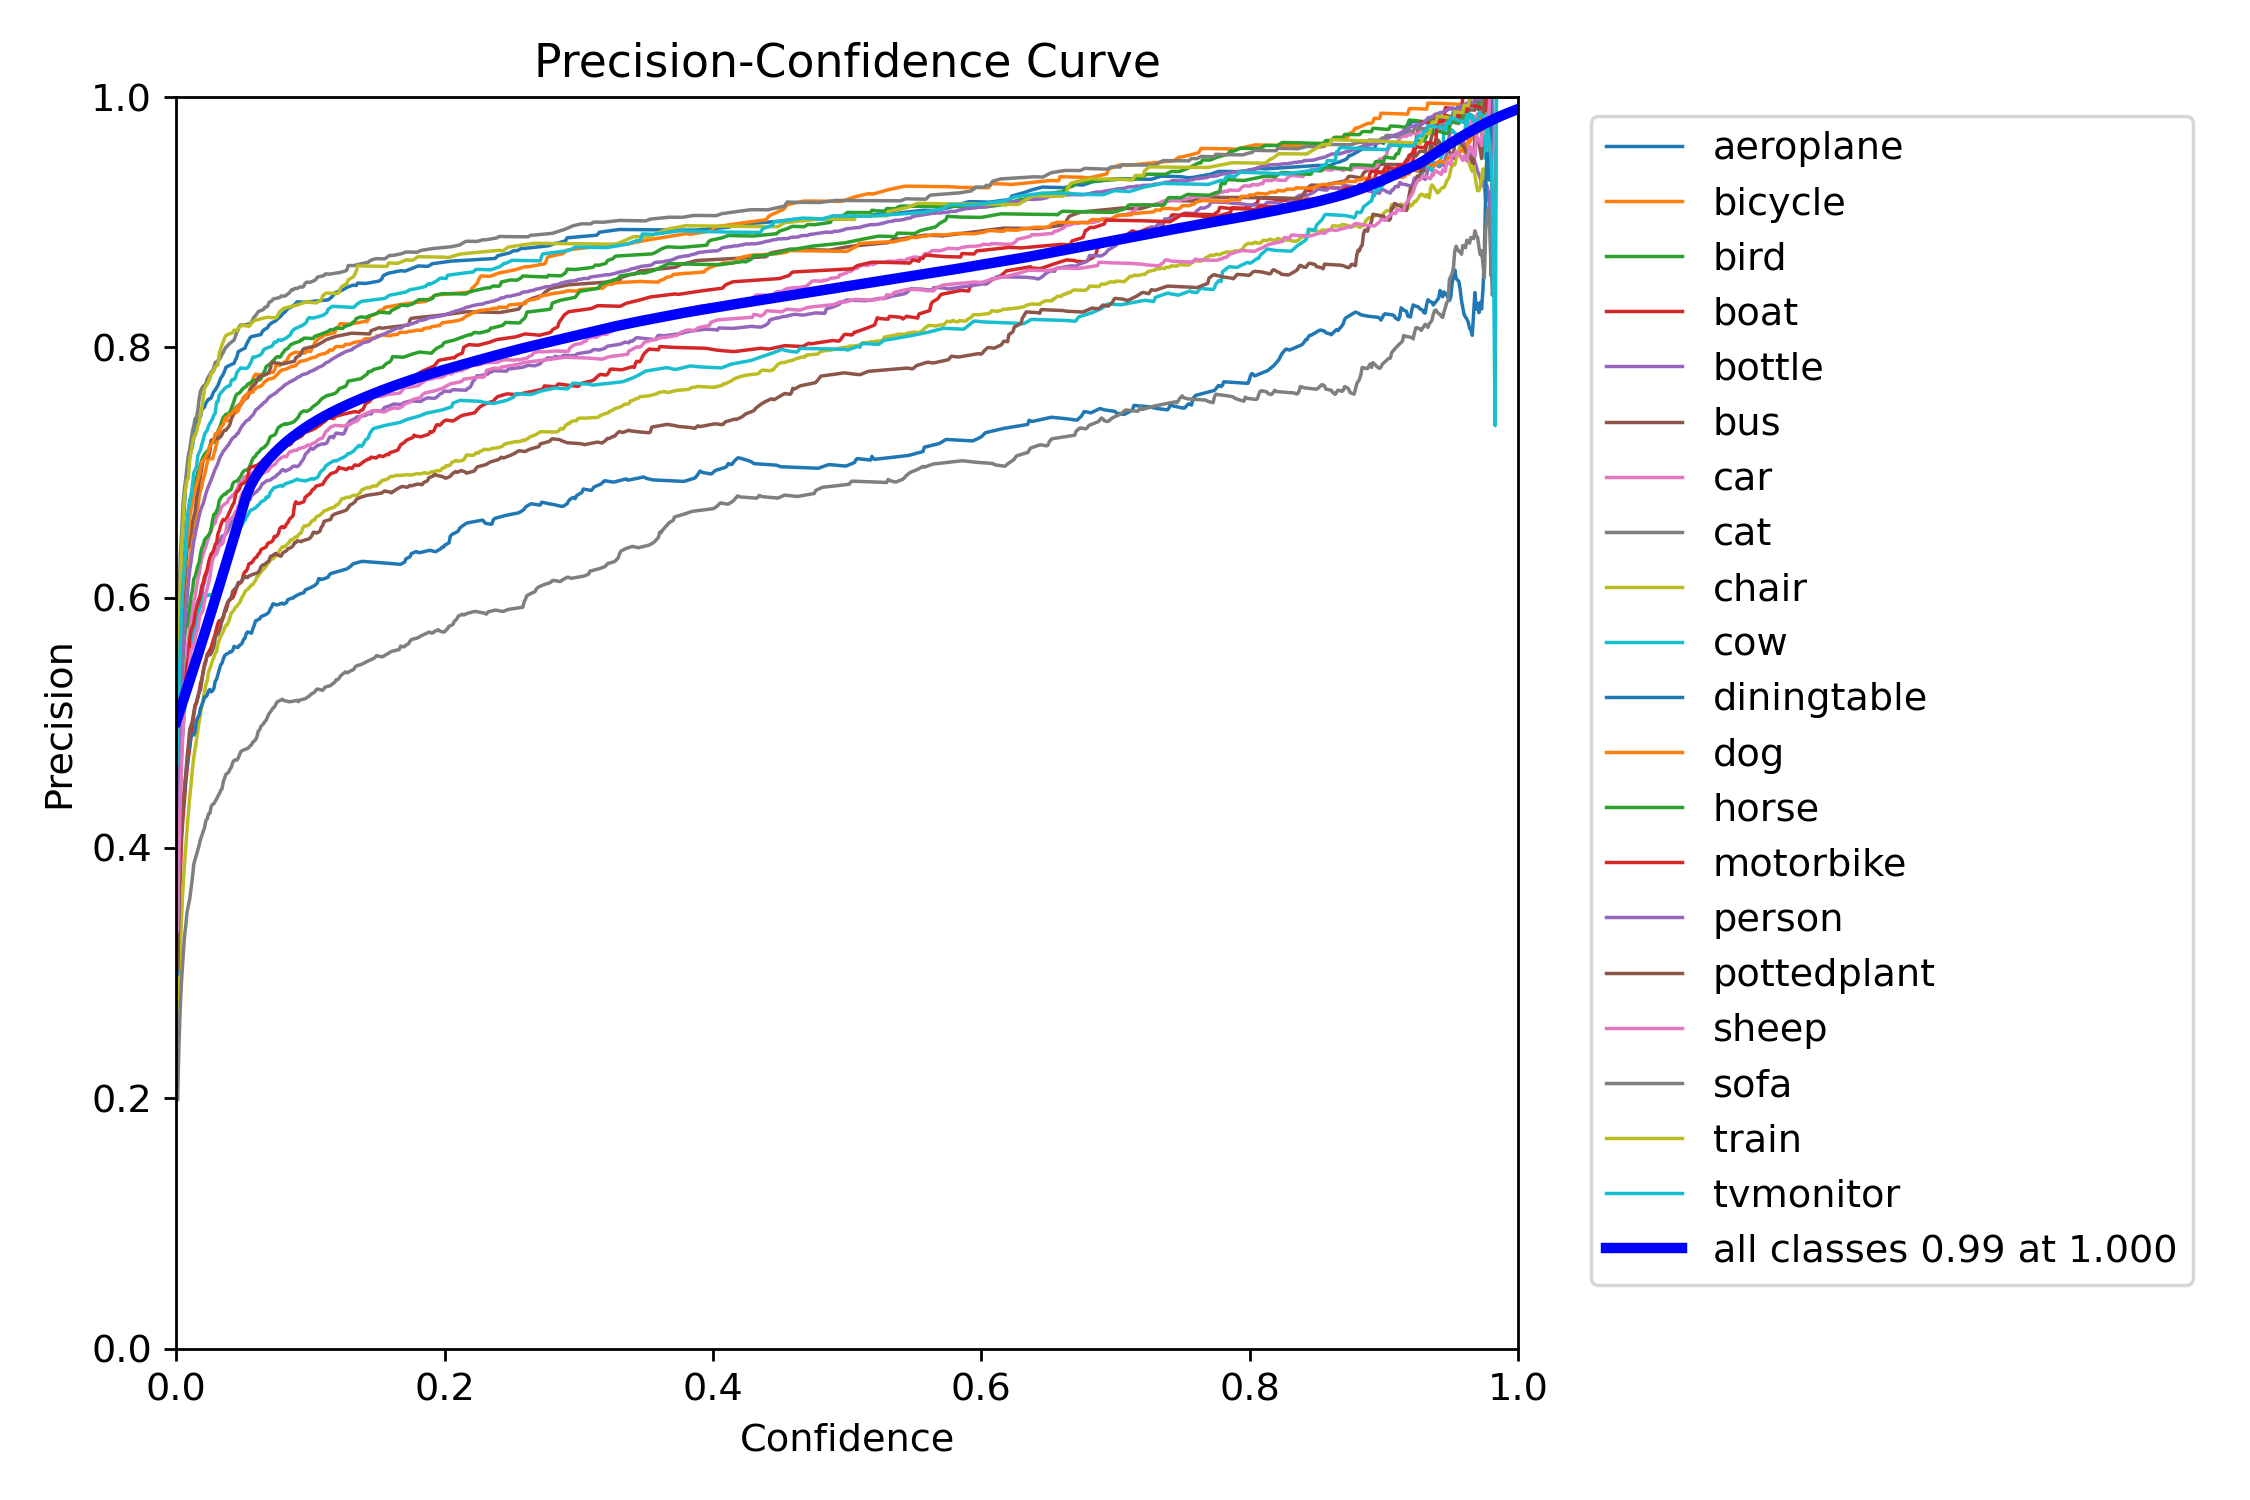 Precision-Confidence Curve
1.0
0.8
0.6
0.4
0.2
0.0
Precision
0.0 0.2 0.4 0.6 0.8 1.0
Confidence
aeroplane
bicycle
bird
boat
bottle
bus
car
cat
chair
cow
diningtable
dog
horse
motorbike
person
pottedplant
sheep
sofa
train
tvmonitor
all classes 0.99 at 1.000